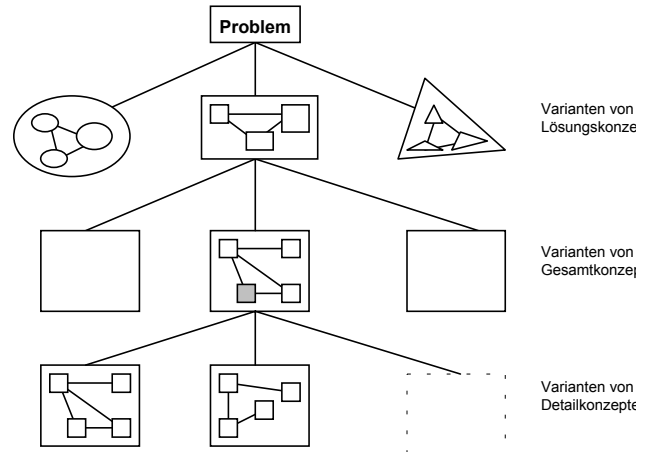 Problem
Varianten von
Lösungskonze
Varianten von
Gesamtkonzep
Varianten von
Detailkonzepte